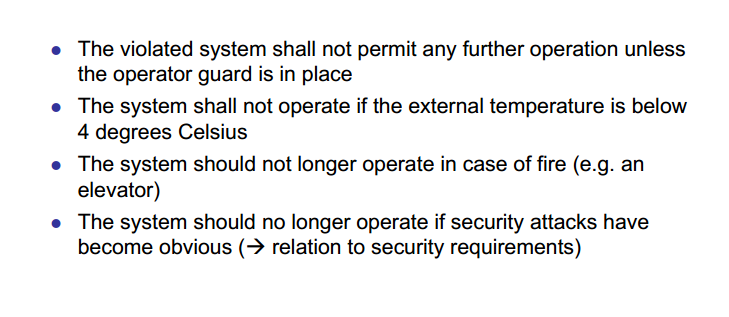 • The violated system shall not permit any further operation unless
the operator guard is in place
• The system shall not operate if the external temperature is below
4 degrees Celsius
• The system should not longer operate in case of fire (e.g. an
elevator)
• The system should no longer operate if security attacks have
become obvious (→ relation to security requirements)